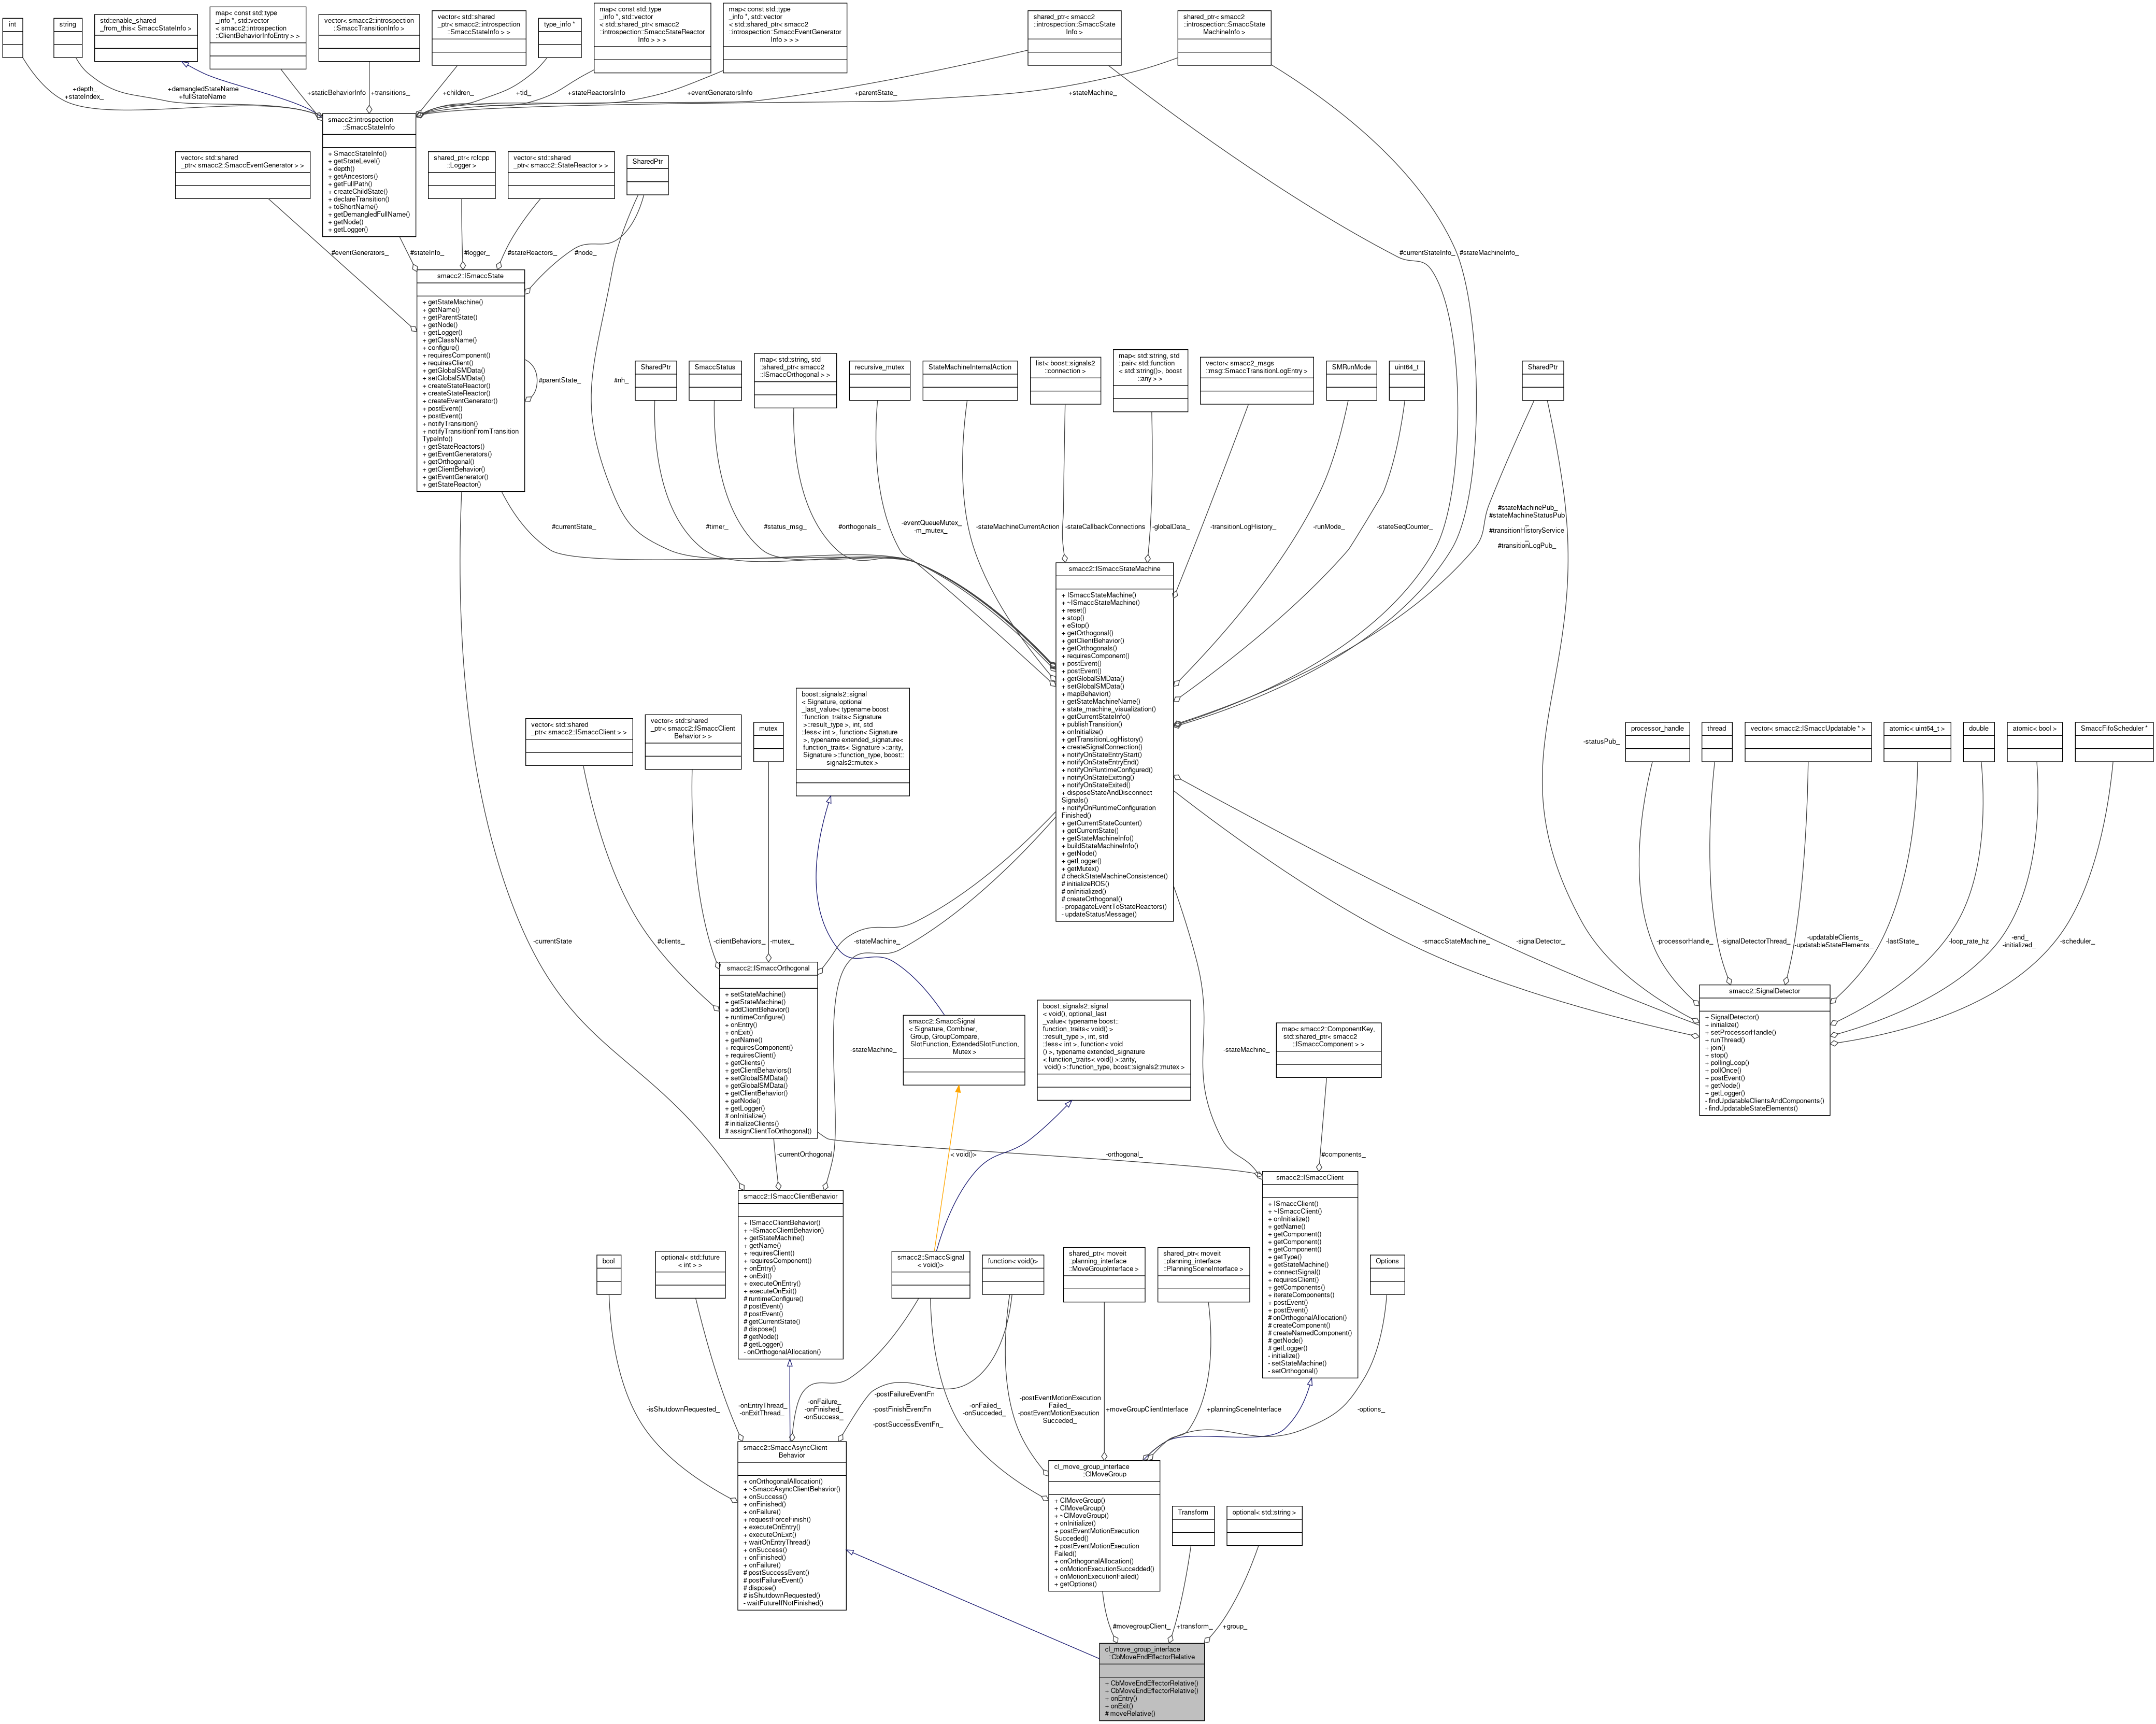 int
string
std::enable_shared
_from_this< SmaccStateInfo >
map< const std::type
_info *, std::vector
< smacc2::introspection
::ClientBehaviorInfoEntry > >
vector< smacc2::introspection
::SmaccTransitionInfo >
vector< std::shared
_ptr< smacc2::introspection
::SmaccStateInfo > >
type_info *
map< const std::type
_info *, std::vector
< std::shared_ptr< smacc2
::introspection::SmaccStateReactor
Info > > >
map< const std::type
_info *, std::vector
< std::shared_ptr< smacc2
::introspection::SmaccEventGenerator
Info > > >
shared_ptr< smacc2
::introspection::SmaccState
Info >
shared_ptr< smacc2
::introspection::SmaccState
MachineInfo >
+depth_
+stateIndex_
+demangledStateName
+fullStateName
+staticBehaviorInfo
+transitions_
+children_
+tid_
+stateReactorsInfo
+eventGeneratorsInfo
+parentState_
+stateMachine_
smacc2::introspection
::SmaccStateInfo
+ SmaccStateInfo()
+ getStateLevel()
+ depth()
+ getAncestors()
+ getFullPath()
+ createChildState()
+ declareTransition()
+ toShortName()
+ getDemangledFullName()
+ getNode()
+ getLogger()
vector< std::shared
_ptr< smacc2::SmaccEventGenerator > >
shared_ptr< rclcpp
::Logger >
vector< std::shared
_ptr< smacc2::StateReactor > >
SharedPtr
#eventGenerators_
#stateInfo_
#logger_
#stateReactors_
#node_
#currentStateInfo_
#stateMachineInfo_
smacc2::ISmaccState
+ getStateMachine()
+ getName()
+ getParentState()
+ getNode()
+ getLogger()
+ getClassName()
+ configure()
+ requiresComponent()
+ requiresClient()
+ getGlobalSMData()
+ setGlobalSMData()
+ createStateReactor()
+ createStateReactor()
+ createEventGenerator()
+ postEvent()
+ postEvent()
+ notifyTransition()
+ notifyTransitionFromTransition
TypeInfo()
+ getStateReactors()
+ getEventGenerators()
+ getOrthogonal()
+ getClientBehavior()
+ getEventGenerator()
+ getStateReactor()
#parentState_
#nh_
SharedPtr
SmaccStatus
map< std::string, std
::shared_ptr< smacc2
::ISmaccOrthogonal > >
recursive_mutex
StateMachineInternalAction
list< boost::signals2
::connection >
map< std::string, std
::pair< std::function
< std::string()>, boost
::any > >
vector< smacc2_msgs
::msg::SmaccTransitionLogEntry >
SMRunMode
uint64_t
SharedPtr
#currentState_
#timer_
#status_msg_
#orthogonals_
-eventQueueMutex_
-m_mutex_
-stateMachineCurrentAction
-stateCallbackConnections
-globalData_
-transitionLogHistory_
-runMode_
-stateSeqCounter_
#stateMachinePub_
#stateMachineStatusPub
_
#transitionHistoryService
_
#transitionLogPub_
smacc2::ISmaccStateMachine
+ ISmaccStateMachine()
+ ~ISmaccStateMachine()
+ reset()
+ stop()
+ eStop()
+ getOrthogonal()
+ getClientBehavior()
+ getOrthogonals()
+ requiresComponent()
+ postEvent()
+ postEvent()
+ getGlobalSMData()
+ setGlobalSMData()
+ mapBehavior()
+ getStateMachineName()
+ state_machine_visualization()
+ getCurrentStateInfo()
+ publishTransition()
+ onInitialize()
+ getTransitionLogHistory()
+ createSignalConnection()
+ notifyOnStateEntryStart()
+ notifyOnStateEntryEnd()
+ notifyOnRuntimeConfigured()
+ notifyOnStateExitting()
+ notifyOnStateExited()
+ disposeStateAndDisconnect
Signals()
+ notifyOnRuntimeConfiguration
Finished()
+ getCurrentStateCounter()
+ getCurrentState()
+ getStateMachineInfo()
+ buildStateMachineInfo()
+ getNode()
+ getLogger()
+ getMutex()
# checkStateMachineConsistence()
# initializeROS()
# onInitialized()
# createOrthogonal()
- propagateEventToStateReactors()
- updateStatusMessage()
vector< std::shared
_ptr< smacc2::ISmaccClient > >
vector< std::shared
_ptr< smacc2::ISmaccClient
Behavior > >
mutex
boost::signals2::signal
< Signature, optional
_last_value< typename boost
::function_traits< Signature
>::result_type >, int, std
::less< int >, function< Signature
>, typename extended_signature<
function_traits< Signature >::arity,
Signature >::function_type, boost::
signals2::mutex >
-statusPub_
processor_handle
thread
vector< smacc2::ISmaccUpdatable * >
atomic< uint64_t >
double
atomic< bool >
SmaccFifoScheduler *
-currentState
#clients_
-clientBehaviors_
-mutex_
-stateMachine_
-smaccStateMachine_
-signalDetector_
-processorHandle_
-signalDetectorThread_
-updatableClients_
-updatableStateElements_
-lastState_
-loop_rate_hz
-end_
-initialized_
-scheduler_
smacc2::ISmaccOrthogonal
+ setStateMachine()
+ getStateMachine()
+ addClientBehavior()
+ runtimeConfigure()
+ onEntry()
+ onExit()
+ getName()
+ requiresComponent()
+ requiresClient()
+ getClients()
+ getClientBehaviors()
+ setGlobalSMData()
+ getGlobalSMData()
+ getClientBehavior()
+ getNode()
+ getLogger()
# onInitialize()
# initializeClients()
# assignClientToOrthogonal()
-stateMachine_
smacc2::SmaccSignal
< Signature, Combiner,
Group, GroupCompare,
SlotFunction, ExtendedSlotFunction,
Mutex >
boost::signals2::signal
< void(), optional_last
_value< typename boost::
function_traits< void() >
::result_type >, int, std
::less< int >, function< void
() >, typename extended_signature
< function_traits< void() >::arity,
void() >::function_type, boost::signals2::mutex >
-stateMachine_
map< smacc2::ComponentKey,
std::shared_ptr< smacc2
::ISmaccComponent > >
smacc2::SignalDetector
+ SignalDetector()
+ initialize()
+ setProcessorHandle()
+ runThread()
+ join()
+ stop()
+ pollingLoop()
+ pollOnce()
+ postEvent()
+ getNode()
+ getLogger()
- findUpdatableClientsAndComponents()
- findUpdatableStateElements()
-currentOrthogonal
< void()>
-orthogonal_
#components_
smacc2::ISmaccClientBehavior
+ ISmaccClientBehavior()
+ ~ISmaccClientBehavior()
+ getStateMachine()
+ getName()
+ requiresClient()
+ requiresComponent()
+ onEntry()
+ onExit()
+ executeOnEntry()
+ executeOnExit()
# runtimeConfigure()
# postEvent()
# postEvent()
# getCurrentState()
# dispose()
# getNode()
# getLogger()
- onOrthogonalAllocation()
smacc2::ISmaccClient
+ ISmaccClient()
+ ~ISmaccClient()
+ onInitialize()
+ getName()
+ getComponent()
+ getComponent()
+ getComponent()
+ getType()
+ getStateMachine()
+ connectSignal()
+ requiresClient()
+ getComponents()
+ iterateComponents()
+ postEvent()
+ postEvent()
# onOrthogonalAllocation()
# createComponent()
# createNamedComponent()
# getNode()
# getLogger()
- initialize()
- setStateMachine()
- setOrthogonal()
bool
optional< std::future
< int > >
smacc2::SmaccSignal
< void()>
function< void()>
shared_ptr< moveit
::planning_interface
::MoveGroupInterface >
shared_ptr< moveit
::planning_interface
::PlanningSceneInterface >
Options
-isShutdownRequested_
-onEntryThread_
-onExitThread_
-onFailure_
-onFinished_
-onSuccess_
-postFailureEventFn
_
-postFinishEventFn
_
-postSuccessEventFn_
-onFailed_
-onSucceded_
-postEventMotionExecution
Failed_
-postEventMotionExecution
Succeded_
+moveGroupClientInterface
+planningSceneInterface
-options_
smacc2::SmaccAsyncClient
Behavior
+ onOrthogonalAllocation()
+ ~SmaccAsyncClientBehavior()
+ onSuccess()
+ onFinished()
+ onFailure()
+ requestForceFinish()
+ executeOnEntry()
+ executeOnExit()
+ waitOnEntryThread()
+ onSuccess()
+ onFinished()
+ onFailure()
# postSuccessEvent()
# postFailureEvent()
# dispose()
# isShutdownRequested()
- waitFutureIfNotFinished()
cl_move_group_interface
::ClMoveGroup
+ ClMoveGroup()
+ ClMoveGroup()
+ ~ClMoveGroup()
+ onInitialize()
+ postEventMotionExecution
Succeded()
+ postEventMotionExecution
Failed()
+ onOrthogonalAllocation()
+ onMotionExecutionSuccedded()
+ onMotionExecutionFailed()
+ getOptions()
Transform
optional< std::string >
#movegroupClient_
+transform_
+group_
cl_move_group_interface
::CbMoveEndEffectorRelative
+ CbMoveEndEffectorRelative()
+ CbMoveEndEffectorRelative()
+ onEntry()
+ onExit()
# moveRelative()